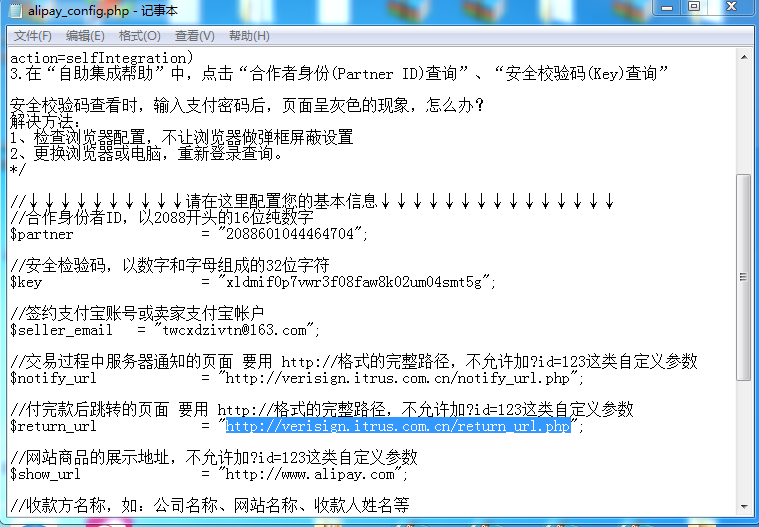 alipay_config.php - 记事本
文件(F) 编辑(E) 格式(O) 查看(V) 帮助(H)
action=selfIntegration)
3.在“自助集成帮助”中，点击“合作者身份(Partner ID)查询”、“安全校验码(Key)查询”
安全校验码查看时，输入支付密码后，页面呈灰色的现象，怎么办？
解决方法：
1、检查浏览器配置，不让浏览器做弹框屏蔽设置
2、更换浏览器或电脑，重新登录查询。
*/
//↓↓↓↓↓↓↓↓↓↓请在这里配置您的基本信息↓↓↓↓↓↓↓↓↓↓↓↓↓↓↓
//合作身份者ID，以2088开头的16位纯数字
$partner = "2088601044464704";
//安全检验码，以数字和字母组成的32位字符
$key = "xldmif0p7vwr3f08faw8k02um04smt5g";
//签约支付宝账号或卖家支付宝帐户
$seller_email = "twcxdzivtn@163.com";
//交易过程中服务器通知的页面 要用 http://格式的完整路径，不允许加?id=123这类自定义参数
$notify_url = "http://verisign.itrus.com.cn/notify_url.php";
//付完款后跳转的页面 要用 http://格式的完整路径，不允许加?id=123这类自定义参数
$return_url = "http://verisign.itrus.com.cn/return_url.php";
//网站商品的展示地址，不允许加?id=123这类自定义参数
$show_url = "http://www.alipay.com";
//收款方名称，如：公司名称、网站名称、收款人姓名等